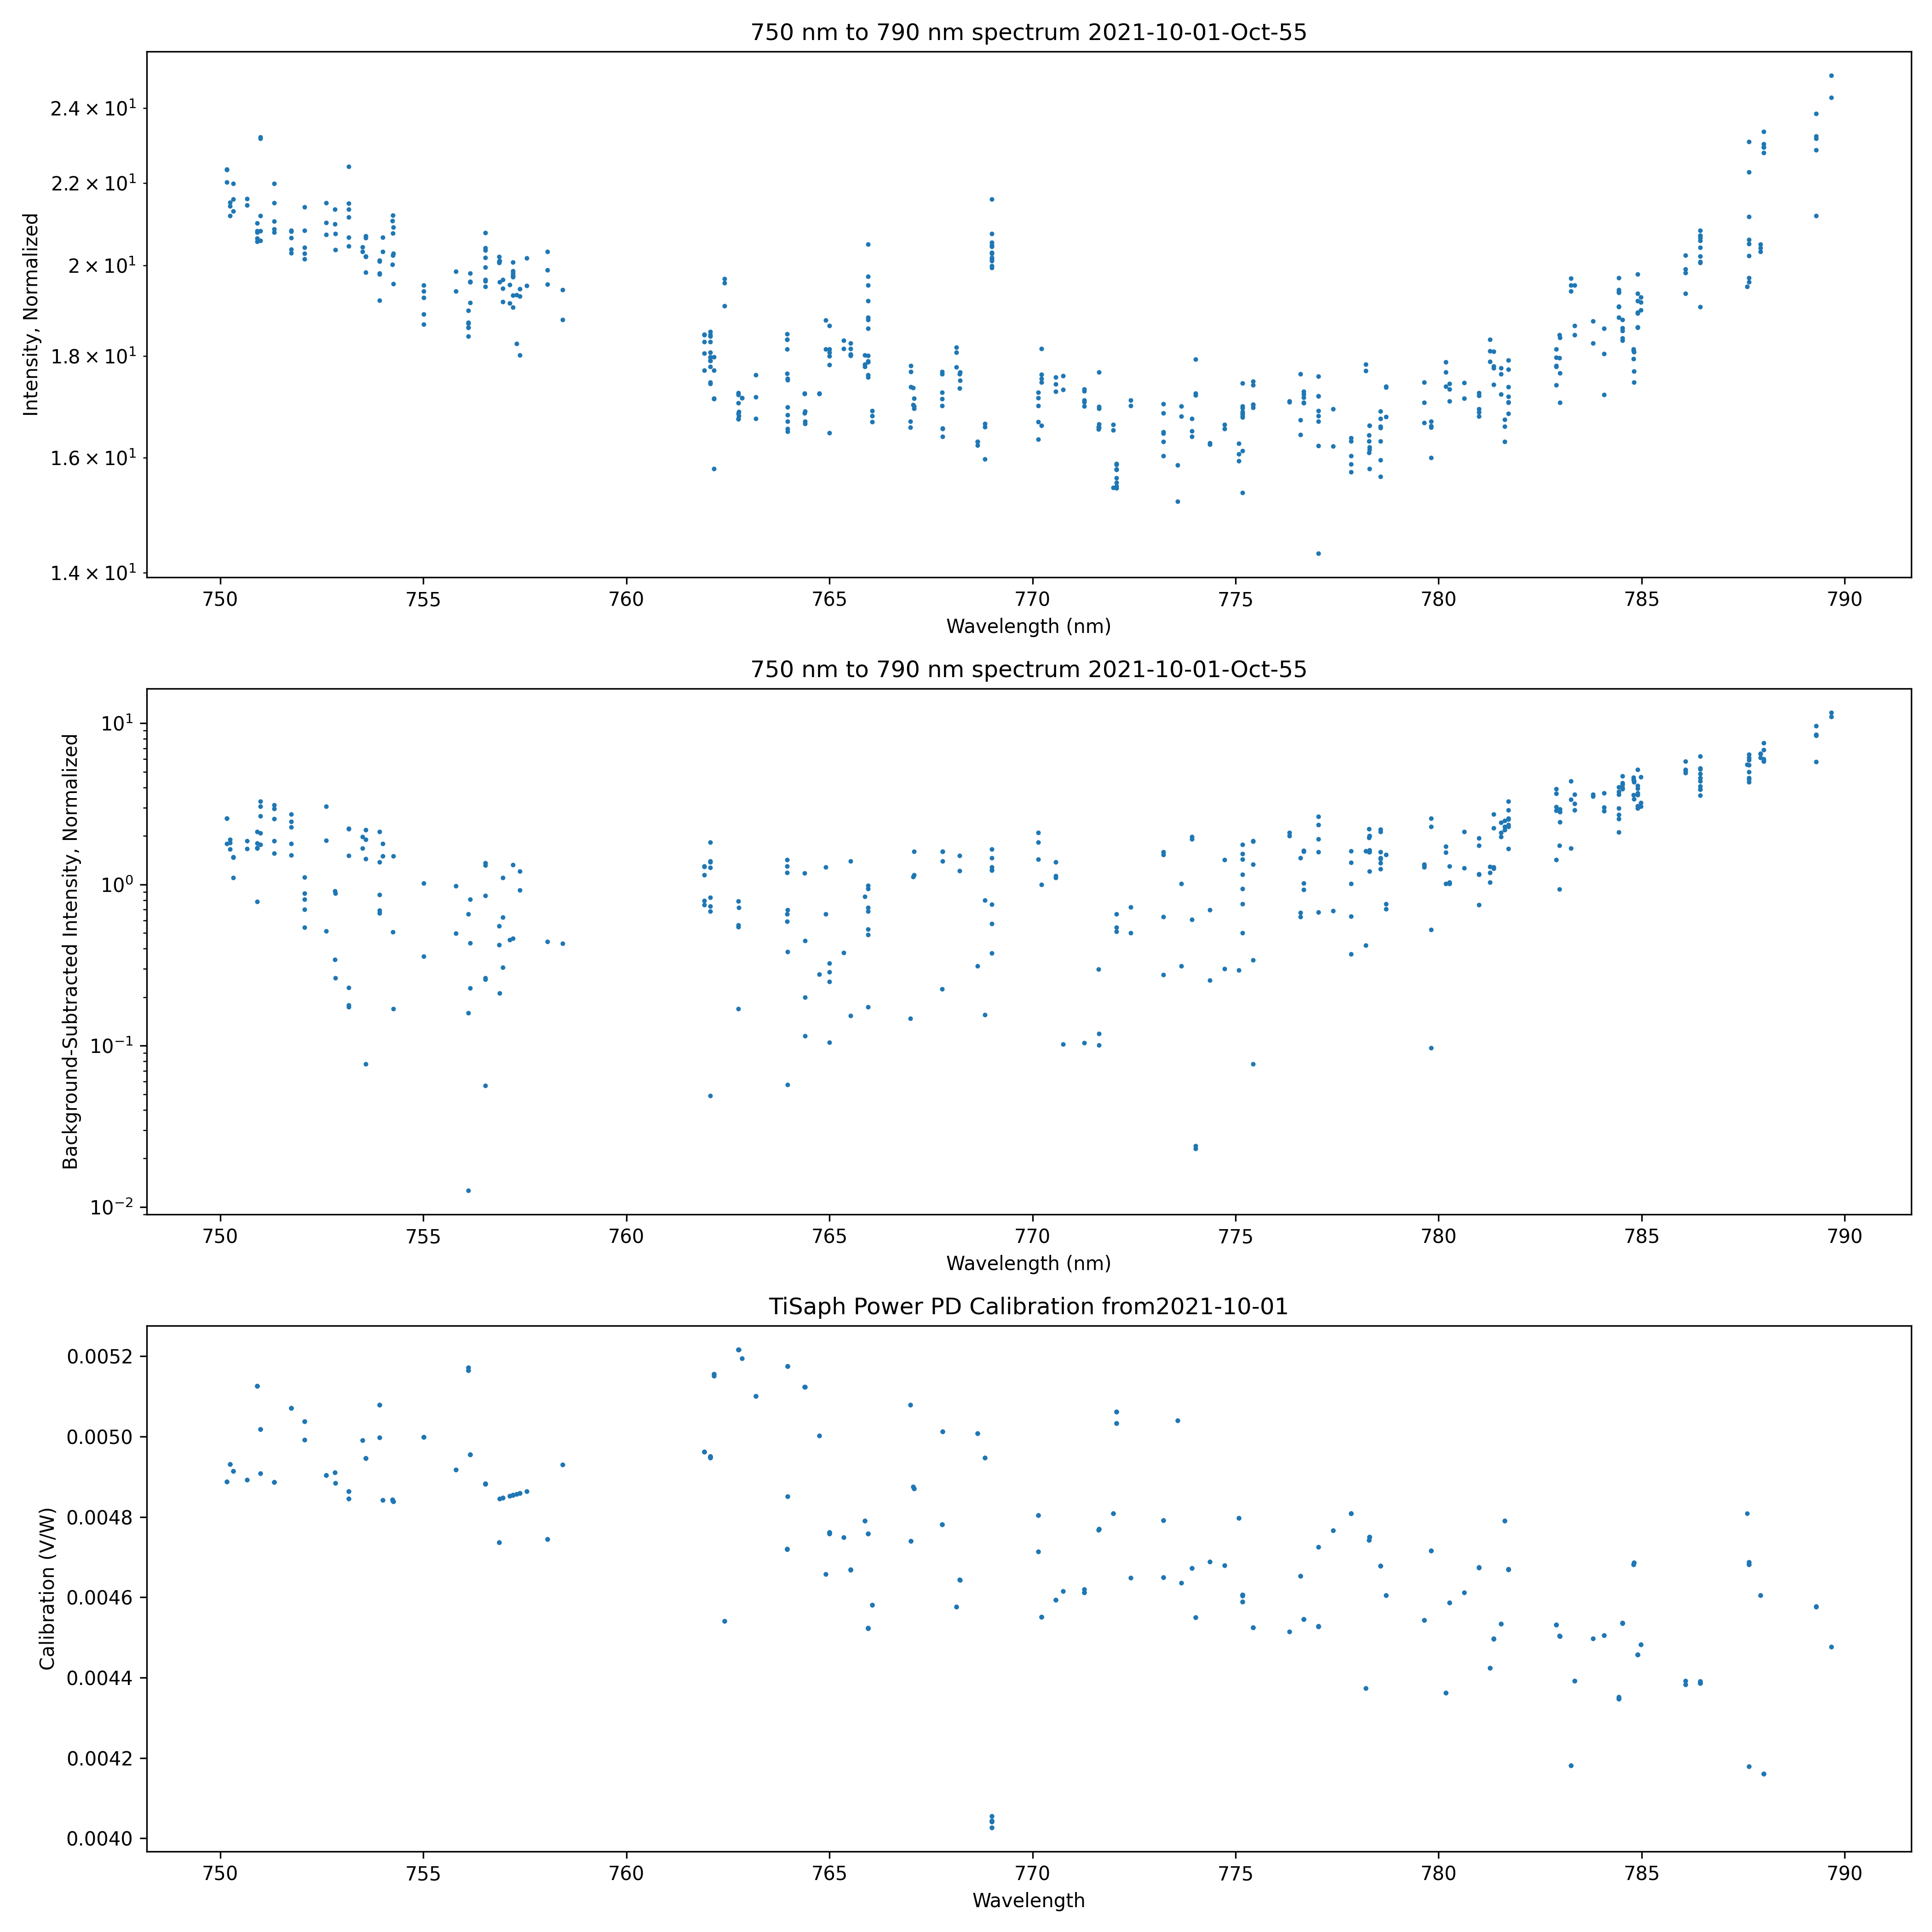 750 nm to 790 nm spectrum 2021-10-01-Oct-55
Intensity, Normalized
2.4 × 10¹
2.2 × 10¹
2 × 10¹
1.8 × 10¹
1.6 × 10¹
1.4 × 10¹
750 755 760 765 770 775 780 785 790
Wavelength (nm)
750 nm to 790 nm spectrum 2021-10-01-Oct-55
Background-Subtracted Intensity, Normalized
10¹
10⁰
10⁻¹
10⁻²
750 755 760 765 770 775 780 785 790
Wavelength (nm)
TiSaph Power PD Calibration from2021-10-01
Calibration (V/W)
0.0052
0.0050
0.0048
0.0046
0.0044
0.0042
0.0040
750 755 760 765 770 775 780 785 790
Wavelength